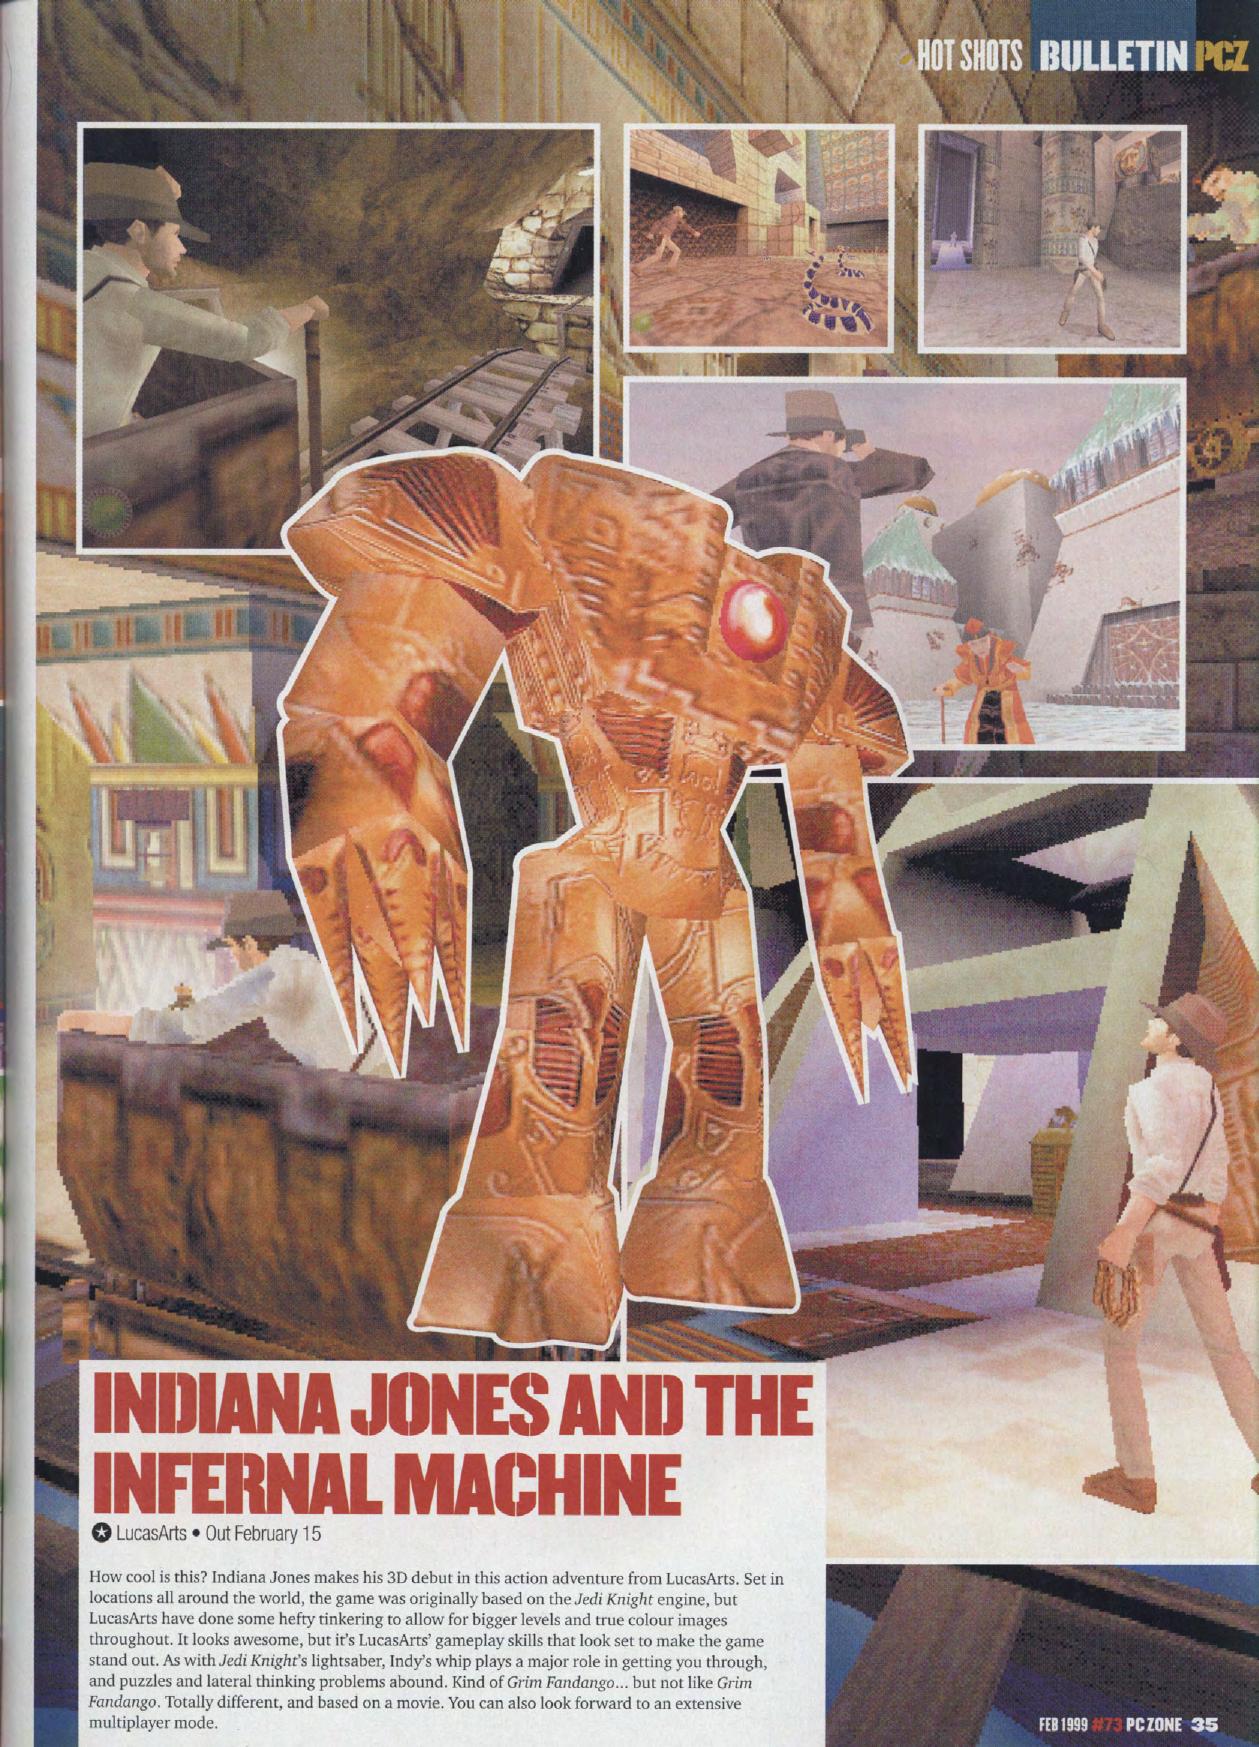 HOT SHOTS BULLETIN PCZ
INDIANA JONES AND THE
INFERNAL MACHINE
LucasArts • Out February 15
How cool is this? Indiana Jones makes his 3D debut in this action adventure from LucasArts. Set in
locations all around the world, the game was originally based on the Jedi Knight engine, but
LucasArts have done some hefty tinkering to allow for bigger levels and true colour images
throughout. It looks awesome, but it's LucasArts' gameplay skills that look set to make the game
stand out. As with Jedi Knight's lightsaber, Indy's whip plays a major role in getting you through,
and puzzles and lateral thinking problems abound. Kind of Grim Fandango... but not like Grim
Fandango. Totally different, and based on a movie. You can also look forward to an extensive
multiplayer mode.
FEB 1999 #73 PC ZONE 35